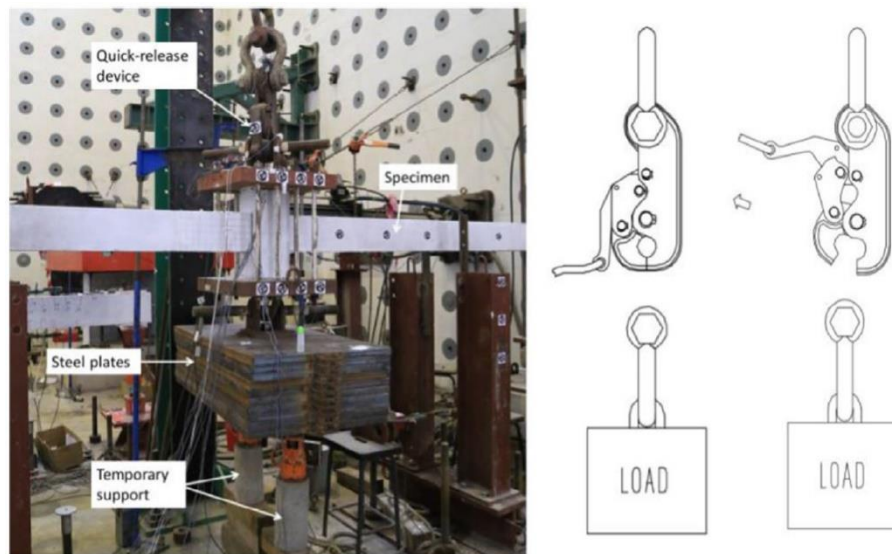 Quick-release
device
Specimen
Steel plates
Temporary
support
LOAD
LOAD